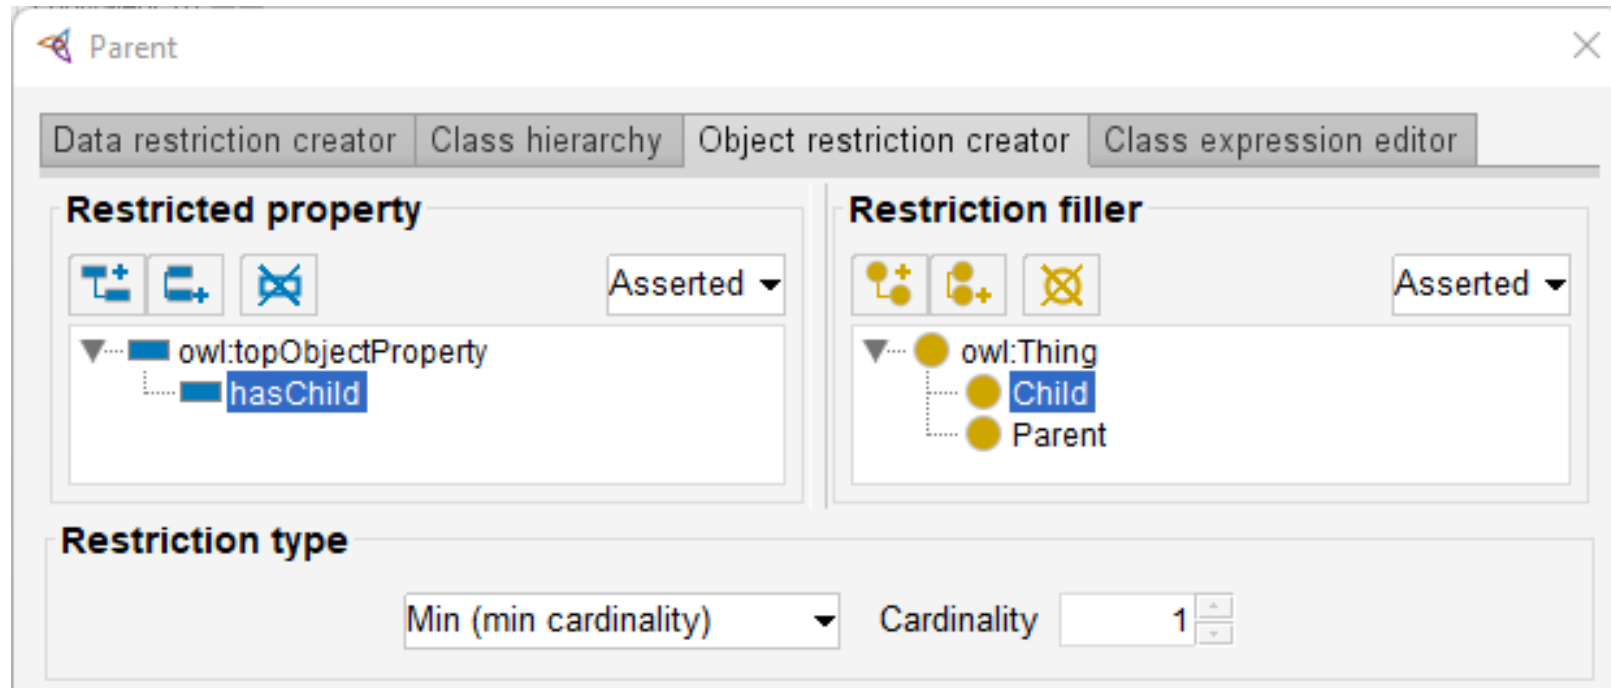 Parent
Data restriction creator Class hierarchy Object restriction creator Class expression editor
Restricted property Restriction filler
Asserted Asserted
owl:topObjectProperty owl:Thing
hasChild Child
Parent
Restriction type
Min (min cardinality) Cardinality 1